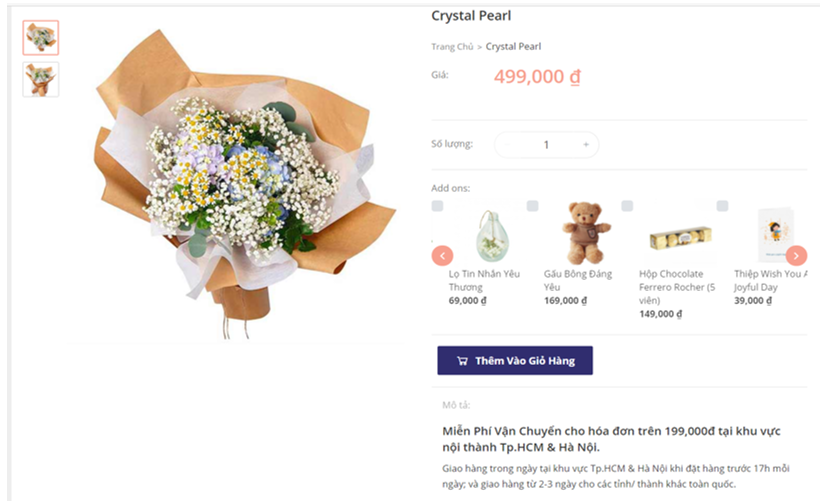 Crystal Pearl
Trang Chủ > Crystal Pearl
Giá: 499,000 ₫
Số lượng: 1 +
Add ons:
Lọ Tin Nhắn Yêu
Thương
69,000 ₫
Gấu Bông Đáng
Yêu
169,000 ₫
Hộp Chocolate
Ferrero Rocher (5
viên)
149,000 ₫
Thiệp Wish You A
Joyful Day
39,000 ₫
Thêm Vào Giỏ Hàng
Mô tả:
Miễn Phí Vận Chuyển cho hóa đơn trên 199,000đ tại khu vực
nội thành Tp.HCM & Hà Nội.
Giao hàng trong ngày tại khu vực Tp.HCM & Hà Nội khi đặt hàng trước 17h mỗi
ngày; và giao hàng từ 2-3 ngày cho các tỉnh/ thành khác toàn quốc.